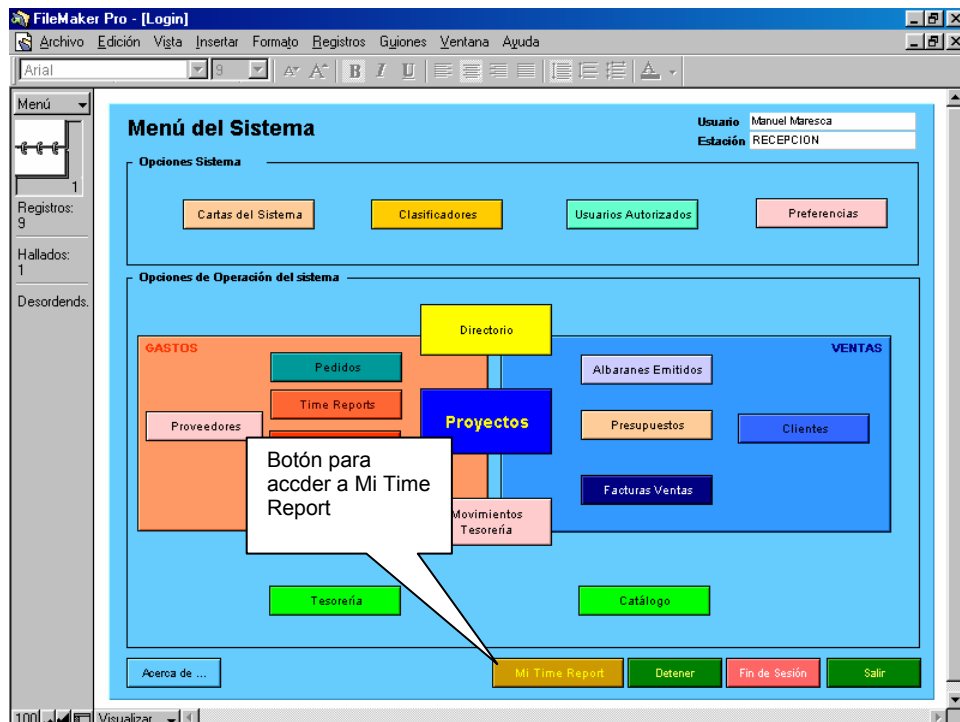 FileMaker Pro - [Login]
Archivo Edición Vista Insertar Formato Registros Guiones Ventana Ayuda
Arial 9 B I U A
Menú
1
Registros:
9
Hallados:
1
Desordends.
Menú del Sistema
Usuario Manuel Maresca
Estación RECEPCION
Opciones Sistema
Cartas del Sistema
Clasificadores
Usuarios Autorizados
Preferencias
Opciones de Operación del sistema
Directorio
GASTOS
VENTAS
Pedidos
Albaranes Emitidos
Time Reports
Proveedores
Proyectos
Presupuestos
Clientes
Botón para
accder a Mi Time
Report
Facturas Ventas
Movimientos
Tesorería
Tesorería
Catálogo
Acerca de ...
Mi Time Report
Detener
Fin de Sesión
Salir
100 Visualizar